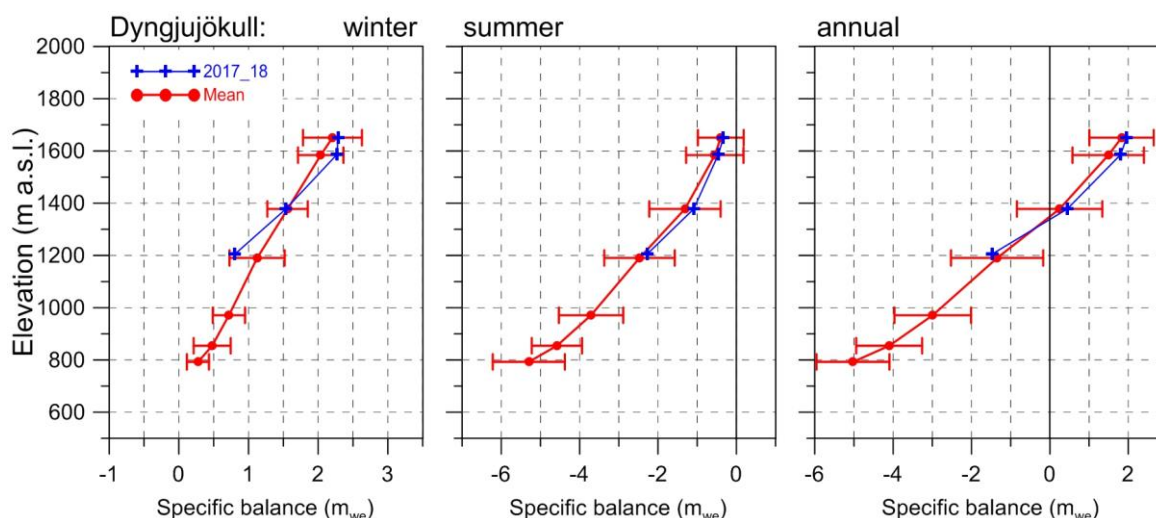 Dyngjujökull: winter summer annual
2017_18
Mean
2000
1800
1600
1400
1200
1000
800
600
Elevation (m a.s.l.)
-1 0 1 2 3 -6 -4 -2 0 -6 -4 -2 0 2
Specific balance (mwe) Specific balance (mwe) Specific balance (mwe)